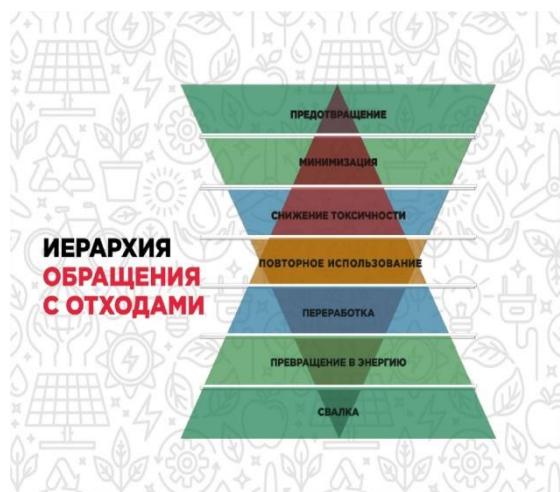 ПРЕДОТВРАЩЕНИЕ
МИНИМИЗАЦИЯ
СНИЖЕНИЕ ТОКСИЧНОСТИ
ИЕРАРХИЯ
ОБРАЩЕНИЯ
С ОТХОДАМИ
ПОВТОРНОЕ ИСПОЛЬЗОВАНИЕ
ПЕРЕРАБОТКА
ПРЕВРАЩЕНИЕ В ЭНЕРГИЮ
СВАЛКА